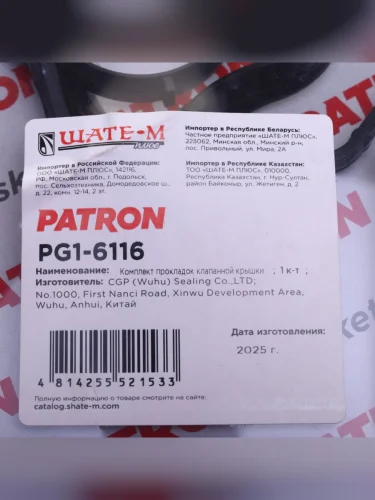 ШАТЕ-М
ПЛЮС
Импортер в Республике Беларусь:
Частное предприятие «ШАТЕ-М ПЛЮС»,
223062, Минская обл., Минский р-н,
пос. Привольный, ул. Мира, 2А
Импортер в Российской Федерации:
ООО «ШАТЕ-М ПЛЮС», 142116,
РФ, Московская обл., г. Подольск,
пос. Сельхозтехника, Домодедовское ш.,
д. 22, комн. 12-14, 2 эт.
Импортер в Республике Казахстан:
ТОО "ШАТЕ-М ПЛЮС", 010000,
Республика Казахстан, г. Нур-Султан,
район Байконыр, ул. Жетиген, д. 2
PATRON
PG1-6116
Наименование: Комплект прокладок клапанной крышки ; 1 к-т ;
Изготовитель: CGP (Wuhu) Sealing Co.,LTD;
No.1000, First Nanci Road, Xinwu Development Area,
Wuhu, Anhui, Китай
Дата изготовления:
2025 г.
4 814255 521533
Полную информацию о товаре смотрите на сайте:
catalog.shate-m.com